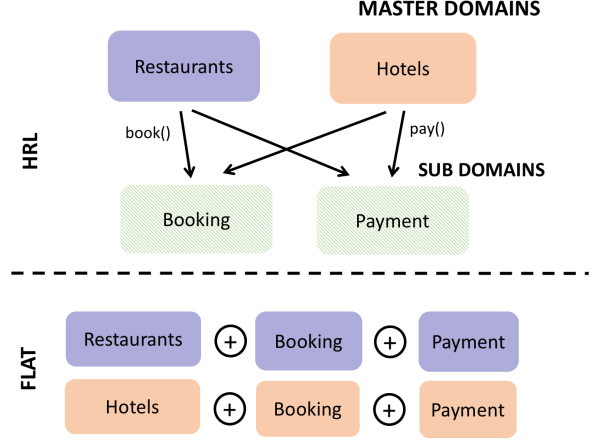 MASTER DOMAINS
Restaurants
Hotels
HRL
book()
pay()
SUB DOMAINS
Booking
Payment
FLAT
Restaurants + Booking + Payment
Hotels + Booking + Payment